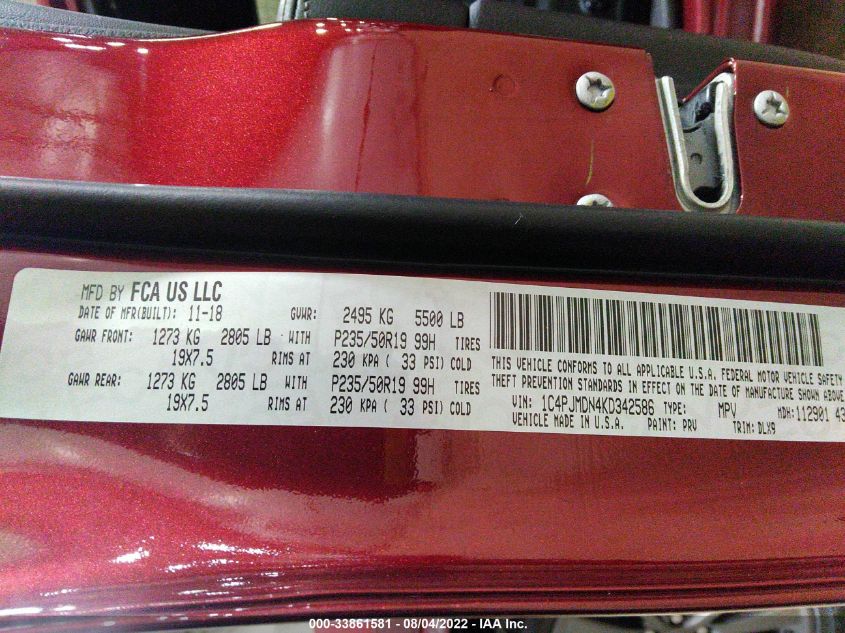 MFD BY FCA US LLC
DATE OF MFR(BUILT): 11-18 GVWR: 2495 KG 5500 LB
GAWR FRONT: 1273 KG 2805 LB - WITH P235/50R19 99H TIRES
19X7.5 RIMS AT 230 KPA ( 33 PSI) COLD
GAWR REAR: 1273 KG 2805 LB WITH P235/50R19 99H TIRES
19X7.5 RIMS AT 230 KPA ( 33 PSI) COLD
THIS VEHICLE CONFORMS TO ALL APPLICABLE U.S.A. FEDERAL MOTOR VEHICLE SAFETY
THEFT PREVENTION STANDARDS IN EFFECT ON THE DATE OF MANUFACTURE SHOWN ABOVE
VIN: 1C4PJMDN4KD342586 TYPE: MPV MDH: 112901 43
VEHICLE MADE IN U.S.A. PAINT: PRV TRIM: DLX9
000-33861581 - 08/04/2022 - IAA Inc.